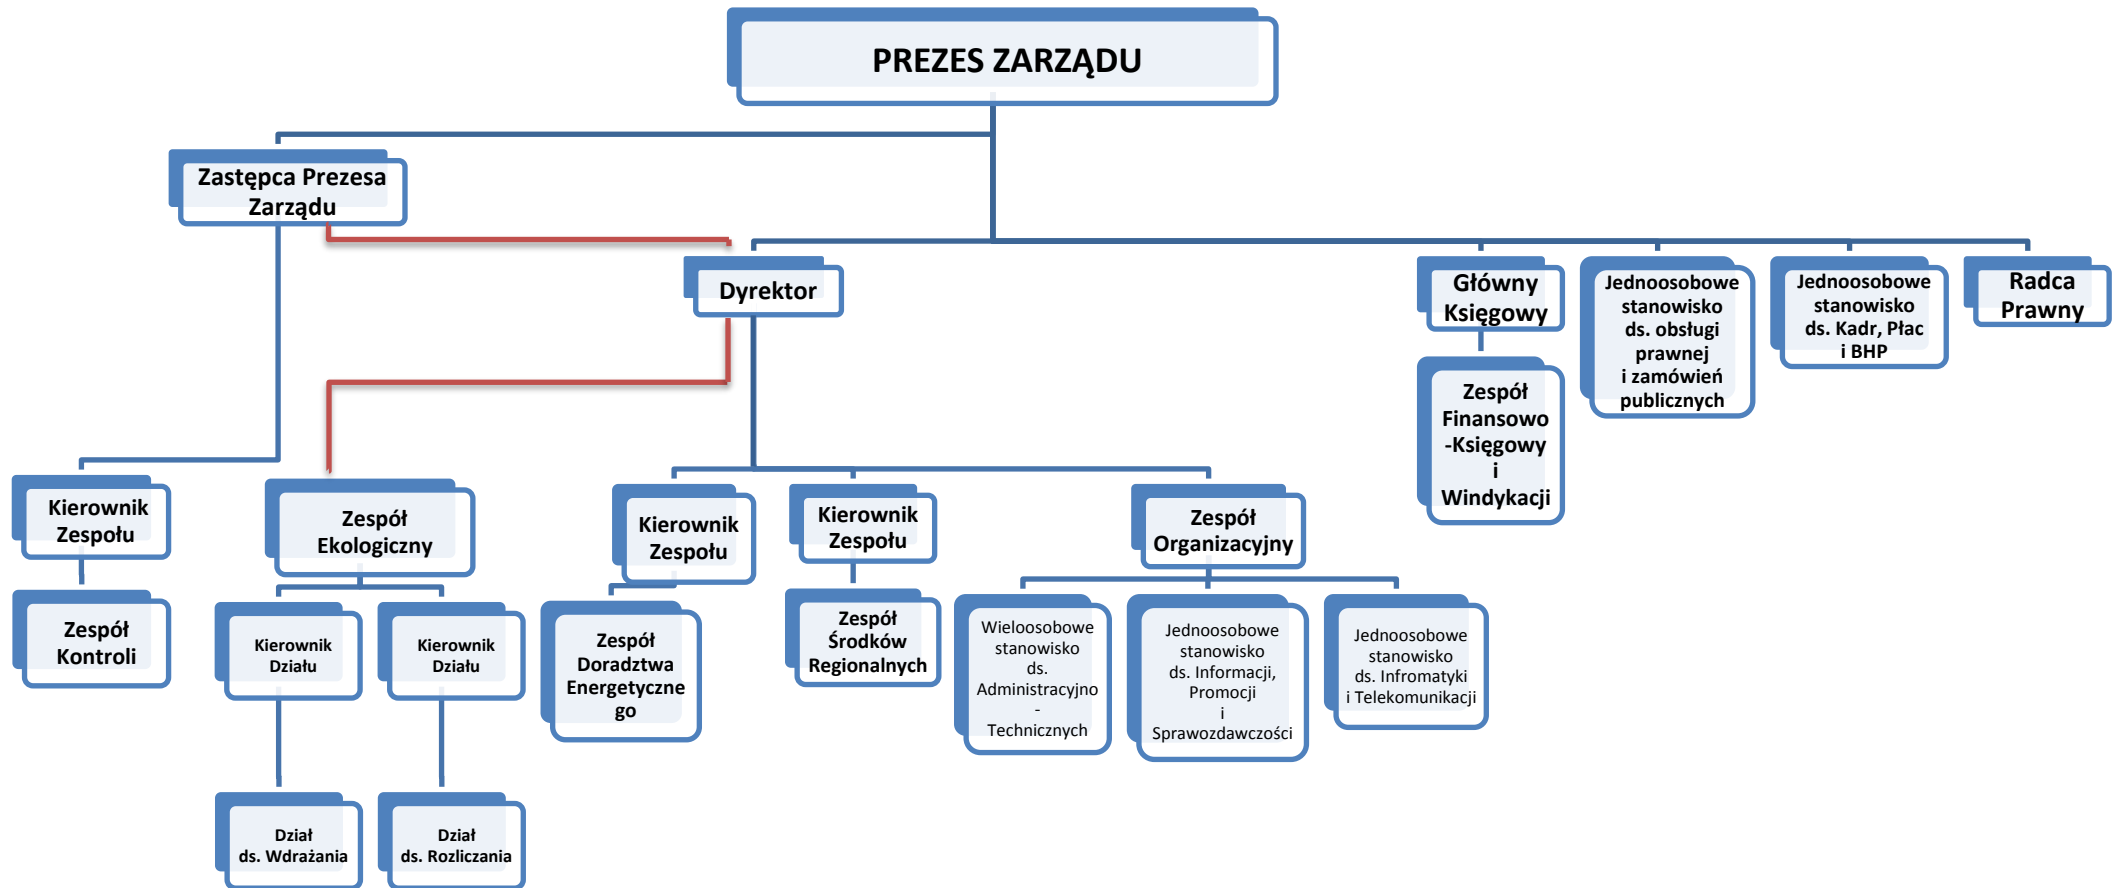 PREZES ZARZĄDU
Zastępca Prezesa
Zarządu
Dyrektor
Główny
Księgowy
Jednoosobowe
stanowisko
ds. obsługi
prawnej
i zamówień
publicznych
Jednoosobowe
stanowisko
ds. Kadr, Płac
i BHP
Radca
Prawny
Zespół
Finansowo
-Księgowy
i
Windykacji
Kierownik
Zespołu
Zespół
Ekologiczny
Kierownik
Zespołu
Kierownik
Zespołu
Zespół
Organizacyjny
Zespół
Kontroli
Kierownik
Działu
Kierownik
Działu
Zespół
Doradztwa
Energetyczne
go
Zespół
Środków
Regionalnych
Wieloosobowe
stanowisko
ds.
Administracyjno
-
Technicznych
Jednoosobowe
stanowisko
ds. Informacji,
Promocji
i
Sprawozdawczości
Jednoosobowe
stanowisko
ds. Infromatyki
i Telekomunikacji
Dział
ds. Wdrażania
Dział
ds. Rozliczania